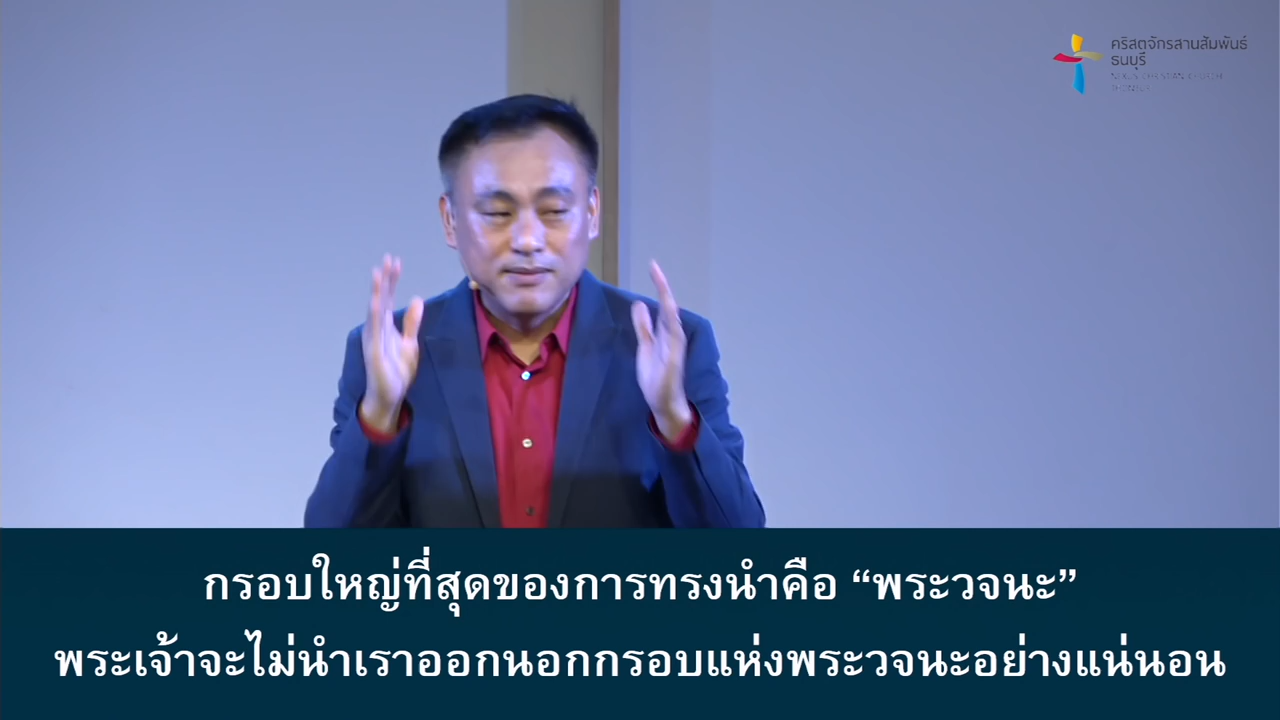 คริสตจักรสานสัมพันธ์
ธนบุรี
กรอบใหญ่ที่สุดของการทรงนำคือ “พระวจนะ”
พระเจ้าจะไม่นำเราออกนอกกรอบแห่งพระวจนะอย่างแน่นอน